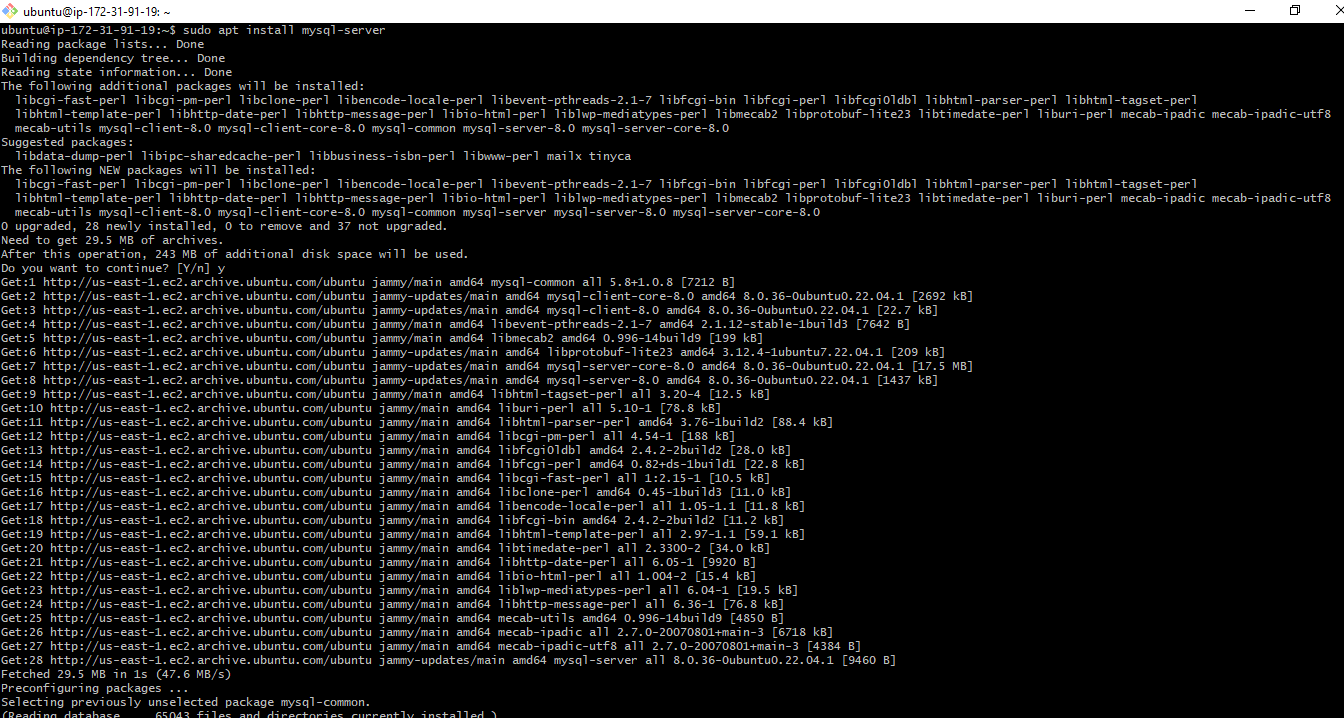 ubuntu@ip-172-31-91-19: ~
ubuntu@ip-172-31-91-19:~$ sudo apt install mysql-server
Reading package lists... Done
Building dependency tree... Done
Reading state information... Done
The following additional packages will be installed:
  libcgi-fast-perl libcgi-pm-perl libclone-perl libencode-locale-perl libevent-pthreads-2.1-7 libfcgi-bin libfcgi-perl libfcgi0ldbl libhtml-parser-perl libhtml-tagset-perl
  libhtml-template-perl libhttp-date-perl libhttp-message-perl libio-html-perl liblwp-mediatypes-perl libmecab2 libprotobuf-lite23 libtimedate-perl liburi-perl mecab-ipadic mecab-ipadic-utf8
  mecab-utils mysql-client-8.0 mysql-client-core-8.0 mysql-common mysql-server-8.0 mysql-server-core-8.0
Suggested packages:
  libdata-dump-perl libipc-sharedcache-perl libbusiness-isbn-perl libwww-perl mailx tinyca
The following NEW packages will be installed:
  libcgi-fast-perl libcgi-pm-perl libclone-perl libencode-locale-perl libevent-pthreads-2.1-7 libfcgi-bin libfcgi-perl libfcgi0ldbl libhtml-parser-perl libhtml-tagset-perl
  libhtml-template-perl libhttp-date-perl libhttp-message-perl libio-html-perl liblwp-mediatypes-perl libmecab2 libprotobuf-lite23 libtimedate-perl liburi-perl mecab-ipadic mecab-ipadic-utf8
  mecab-utils mysql-client-8.0 mysql-client-core-8.0 mysql-common mysql-server mysql-server-8.0 mysql-server-core-8.0
0 upgraded, 28 newly installed, 0 to remove and 37 not upgraded.
Need to get 29.5 MB of archives.
After this operation, 243 MB of additional disk space will be used.
Do you want to continue? [Y/n] y
Get:1 http://us-east-1.ec2.archive.ubuntu.com/ubuntu jammy/main amd64 mysql-common all 5.8+1.0.8 [7212 B]
Get:2 http://us-east-1.ec2.archive.ubuntu.com/ubuntu jammy-updates/main amd64 mysql-client-core-8.0 amd64 8.0.36-0ubuntu0.22.04.1 [2692 kB]
Get:3 http://us-east-1.ec2.archive.ubuntu.com/ubuntu jammy-updates/main amd64 mysql-client-8.0 amd64 8.0.36-0ubuntu0.22.04.1 [22.7 kB]
Get:4 http://us-east-1.ec2.archive.ubuntu.com/ubuntu jammy/main amd64 libevent-pthreads-2.1-7 amd64 2.1.12-stable-1build3 [7642 B]
Get:5 http://us-east-1.ec2.archive.ubuntu.com/ubuntu jammy/main amd64 libmecab2 amd64 0.996-14build9 [199 kB]
Get:6 http://us-east-1.ec2.archive.ubuntu.com/ubuntu jammy-updates/main amd64 libprotobuf-lite23 amd64 3.12.4-1ubuntu7.22.04.1 [209 kB]
Get:7 http://us-east-1.ec2.archive.ubuntu.com/ubuntu jammy-updates/main amd64 mysql-server-core-8.0 amd64 8.0.36-0ubuntu0.22.04.1 [17.5 MB]
Get:8 http://us-east-1.ec2.archive.ubuntu.com/ubuntu jammy-updates/main amd64 mysql-server-8.0 amd64 8.0.36-0ubuntu0.22.04.1 [1437 kB]
Get:9 http://us-east-1.ec2.archive.ubuntu.com/ubuntu jammy/main amd64 libhtml-tagset-perl all 3.20-4 [12.5 kB]
Get:10 http://us-east-1.ec2.archive.ubuntu.com/ubuntu jammy/main amd64 liburi-perl all 5.10-1 [78.8 kB]
Get:11 http://us-east-1.ec2.archive.ubuntu.com/ubuntu jammy/main amd64 libhtml-parser-perl amd64 3.76-1build2 [88.4 kB]
Get:12 http://us-east-1.ec2.archive.ubuntu.com/ubuntu jammy/main amd64 libcgi-pm-perl all 4.54-1 [188 kB]
Get:13 http://us-east-1.ec2.archive.ubuntu.com/ubuntu jammy/main amd64 libfcgi0ldbl amd64 2.4.2-2build2 [28.0 kB]
Get:14 http://us-east-1.ec2.archive.ubuntu.com/ubuntu jammy/main amd64 libfcgi-perl amd64 0.82+ds-1build1 [22.8 kB]
Get:15 http://us-east-1.ec2.archive.ubuntu.com/ubuntu jammy/main amd64 libcgi-fast-perl all 1:2.15-1 [10.5 kB]
Get:16 http://us-east-1.ec2.archive.ubuntu.com/ubuntu jammy/main amd64 libclone-perl amd64 0.45-1build3 [11.0 kB]
Get:17 http://us-east-1.ec2.archive.ubuntu.com/ubuntu jammy/main amd64 libencode-locale-perl all 1.05-1.1 [11.8 kB]
Get:18 http://us-east-1.ec2.archive.ubuntu.com/ubuntu jammy/main amd64 libfcgi-bin amd64 2.4.2-2build2 [11.2 kB]
Get:19 http://us-east-1.ec2.archive.ubuntu.com/ubuntu jammy/main amd64 libhtml-template-perl all 2.97-1.1 [59.1 kB]
Get:20 http://us-east-1.ec2.archive.ubuntu.com/ubuntu jammy/main amd64 libtimedate-perl all 2.3300-2 [34.0 kB]
Get:21 http://us-east-1.ec2.archive.ubuntu.com/ubuntu jammy/main amd64 libhttp-date-perl all 6.05-1 [9920 B]
Get:22 http://us-east-1.ec2.archive.ubuntu.com/ubuntu jammy/main amd64 libio-html-perl all 1.004-2 [15.4 kB]
Get:23 http://us-east-1.ec2.archive.ubuntu.com/ubuntu jammy/main amd64 liblwp-mediatypes-perl all 6.04-1 [19.5 kB]
Get:24 http://us-east-1.ec2.archive.ubuntu.com/ubuntu jammy/main amd64 libhttp-message-perl all 6.36-1 [76.8 kB]
Get:25 http://us-east-1.ec2.archive.ubuntu.com/ubuntu jammy/main amd64 mecab-utils amd64 0.996-14build9 [4850 B]
Get:26 http://us-east-1.ec2.archive.ubuntu.com/ubuntu jammy/main amd64 mecab-ipadic all 2.7.0-20070801+main-3 [6718 kB]
Get:27 http://us-east-1.ec2.archive.ubuntu.com/ubuntu jammy/main amd64 mecab-ipadic-utf8 all 2.7.0-20070801+main-3 [4384 B]
Get:28 http://us-east-1.ec2.archive.ubuntu.com/ubuntu jammy-updates/main amd64 mysql-server all 8.0.36-0ubuntu0.22.04.1 [9460 B]
Fetched 29.5 MB in 1s (47.6 MB/s)
Preconfiguring packages ...
Selecting previously unselected package mysql-common.
(Reading database ... 65043 files and directories currently installed.)